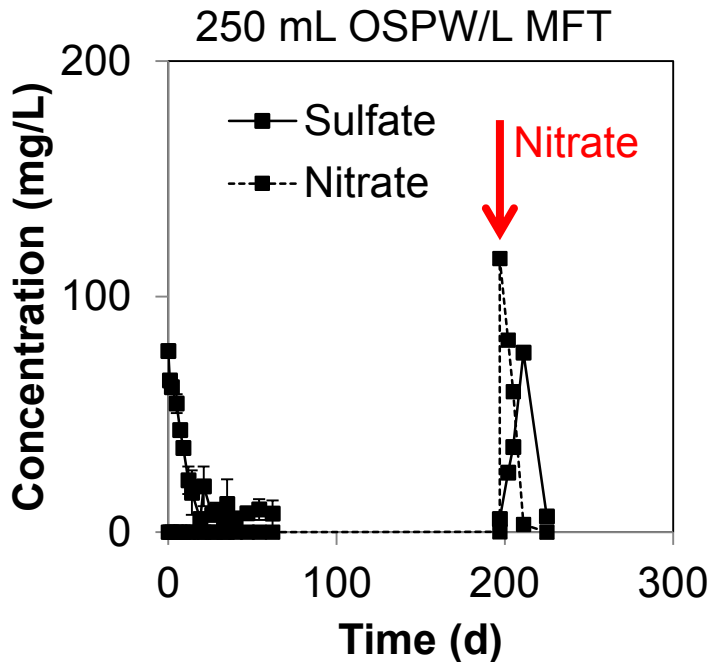 250 mL OSPW/L MFT
200
Sulfate
Nitrate
Nitrate
100
0
0
100
200
300
Concentration (mg/L)
Time (d)